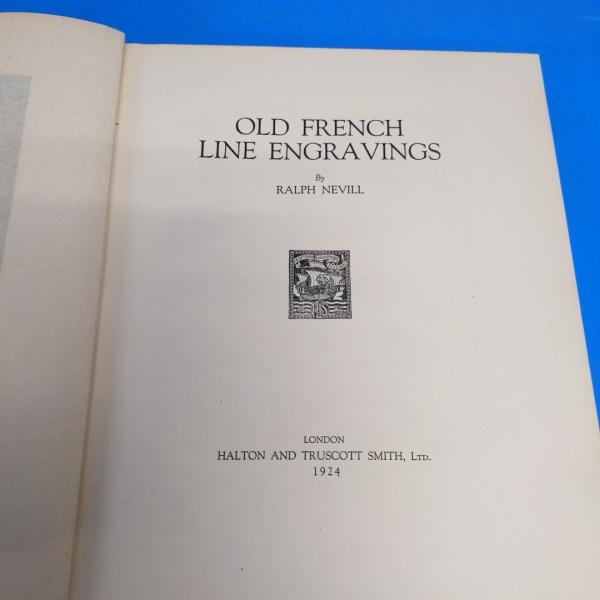 OLD FRENCH
LINE ENGRAVINGS
By
RALPH NEVILL
LONDON
HALTON AND TRUSCOTT SMITH, LTD.
1924